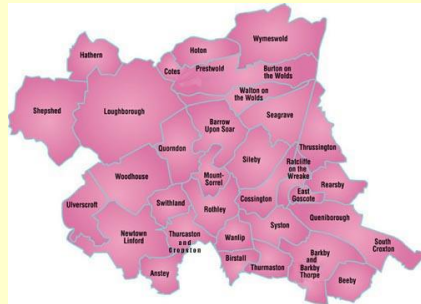 Wymeswold
Hoton
Hathern
Cotes
Prestwold
Burton on
the Wolds
Walton on
the Wolds
Shepshed
Loughborough
Seagrave
Barrow
Upon Soar
Quorndon
Sileby
Thrussington
Ratcliffe
on the
Wreake
Woodhouse
Mount-
Sorrel
Rearsby
East
Goscote
Ulverscroft
Swithland
Rothley
Cossington
Queniborough
Newtown
Linford
Thurcaston
and
Cropston
Wanlip
Syston
South
Croxton
Barkby
and
Barkby
Thorpe
Birstall
Thurmaston
Anstey
Beeby